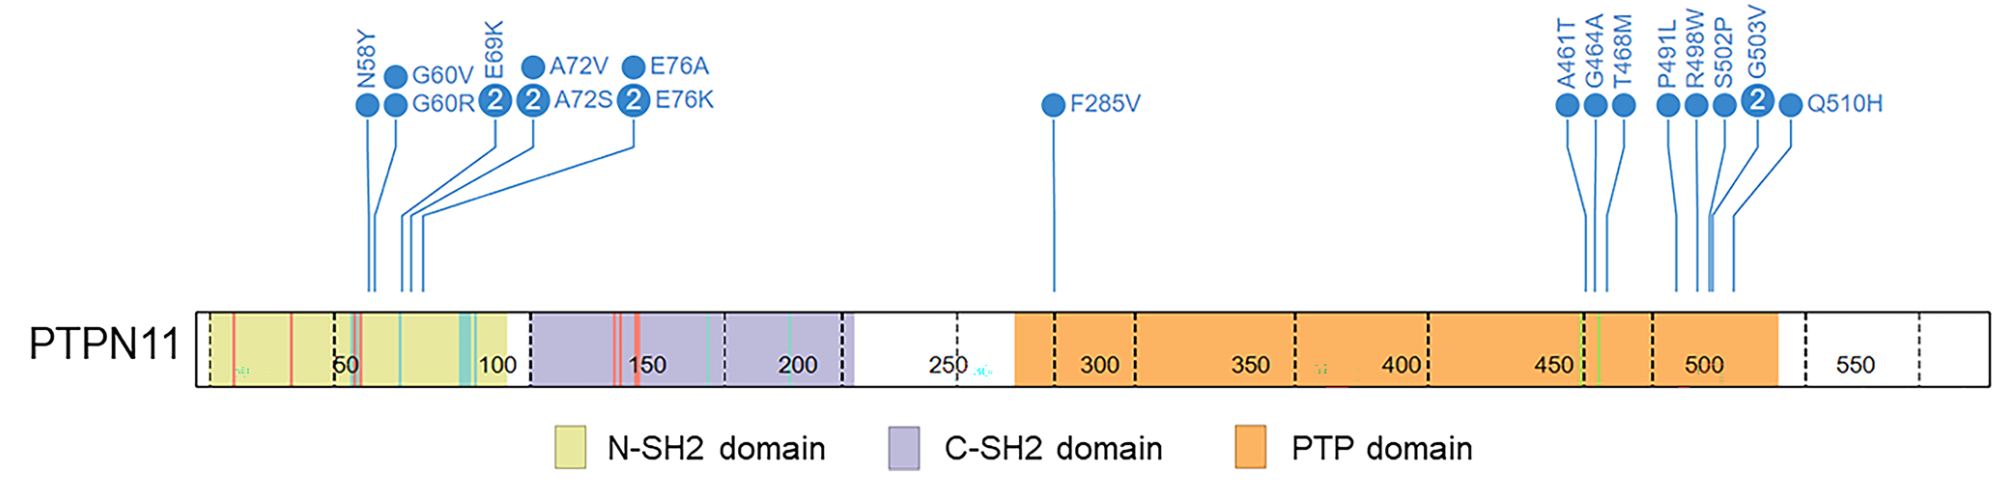 N58Y
G60V
G60R
E69K
2
A72V
2
A72S
E76A
2
E76K
F285V
A461T
G464A
T468M
P491L
R498W
S502P
G503V
2
Q510H
PTPN11
50 100 150 200 250 300 350 400 450 500 550
N-SH2 domain C-SH2 domain PTP domain